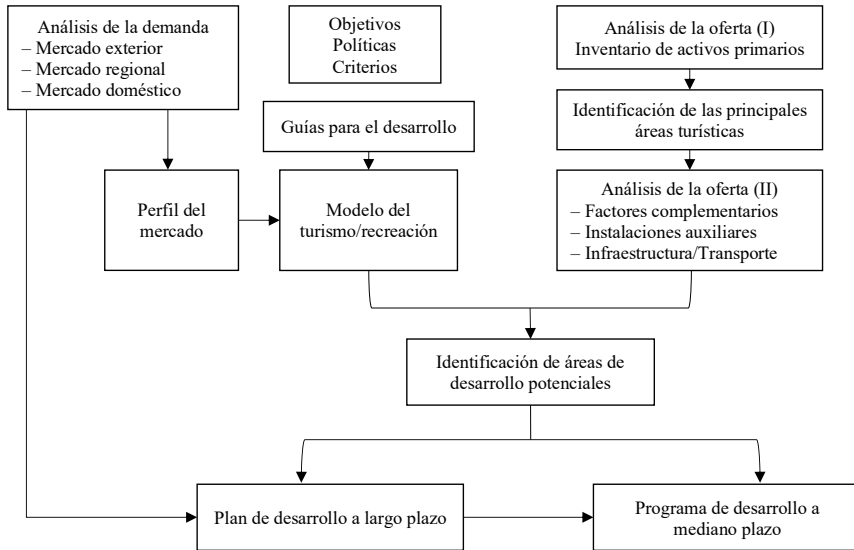 Análisis de la demanda
– Mercado exterior
– Mercado regional
– Mercado doméstico
Objetivos
Políticas
Criterios
Análisis de la oferta (I)
Inventario de activos primarios
Guías para el desarrollo
Identificación de las principales
áreas turísticas
Perfil del
mercado
Modelo del
turismo/recreación
Análisis de la oferta (II)
– Factores complementarios
– Instalaciones auxiliares
– Infraestructura/Transporte
Identificación de áreas de
desarrollo potenciales
Plan de desarrollo a largo plazo
Programa de desarrollo a
mediano plazo